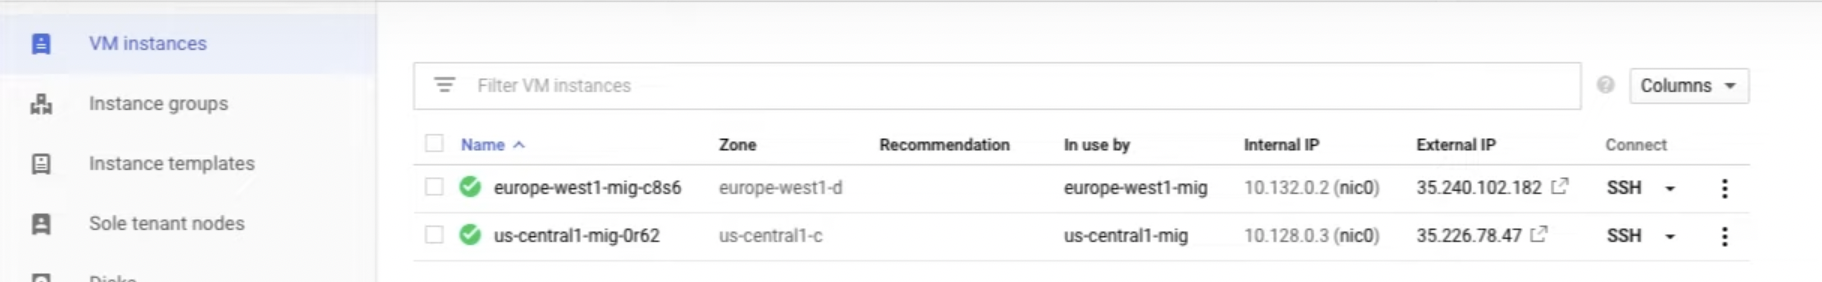 VM instances
Instance groups
Instance templates
Sole tenant nodes
Disks
Filter VM instances
Columns
Name Zone Recommendation In use by Internal IP External IP Connect
europe-west1-mig-c8s6 europe-west1-d europe-west1-mig 10.132.0.2 (nic0) 35.240.102.182 SSH
us-central1-mig-0r62 us-central1-c us-central1-mig 10.128.0.3 (nic0) 35.226.78.47 SSH